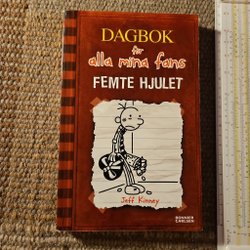 DAGBOK
för
alla mina fans
FEMTE HJULET
Jeff Kinney
BONNIER
CARLSEN